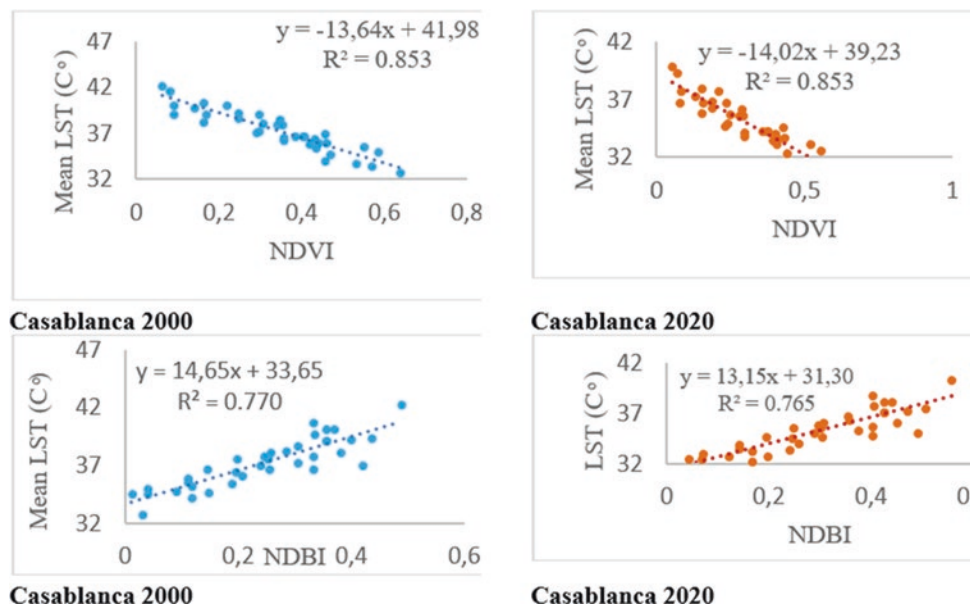 47
42
37
32
Mean LST (C°)
y = -13,64x + 41,98
R² = 0.853
0 0,2 0,4 0,6 0,8
NDVI
42
37
32
Mean LST (C°)
y = -14,02x + 39,23
R² = 0.853
0 0,5 1
NDVI
Casablanca 2000
Casablanca 2020
47
42
37
32
Mean LST (C°)
y = 14,65x + 33,65
R² = 0.770
0 0,2 NDBI 0,4 0,6
42
37
32
LST (C°)
y = 13,15x + 31,30
R² = 0.765
0 0,2 0,4 0
NDBI
Casablanca 2000
Casablanca 2020